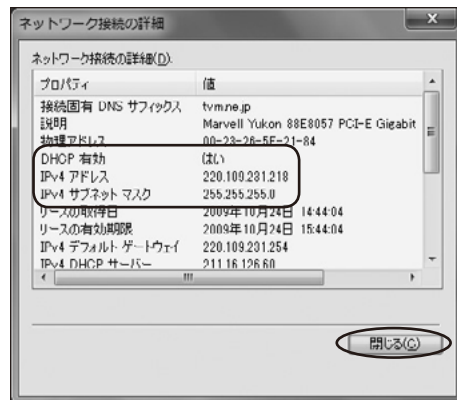 ネットワーク接続の詳細
ネットワーク接続の詳細(D):
プロパティ 値
接続固有 DNS サフィックス tvm.ne.jp
説明 Marvell Yukon 88E8057 PCI-E Gigabit
物理アドレス 00-23-26-5E-21-84
DHCP 有効 はい
IPv4 アドレス 220.109.231.218
IPv4 サブネット マスク 255.255.255.0
リースの取得日 2009年10月24日 14:44:04
リースの有効期限 2009年10月24日 15:44:04
IPv4 デフォルト ゲートウェイ 220.109.231.254
IPv4 DHCP サーバー 211.16.126.60
閉じる(C)